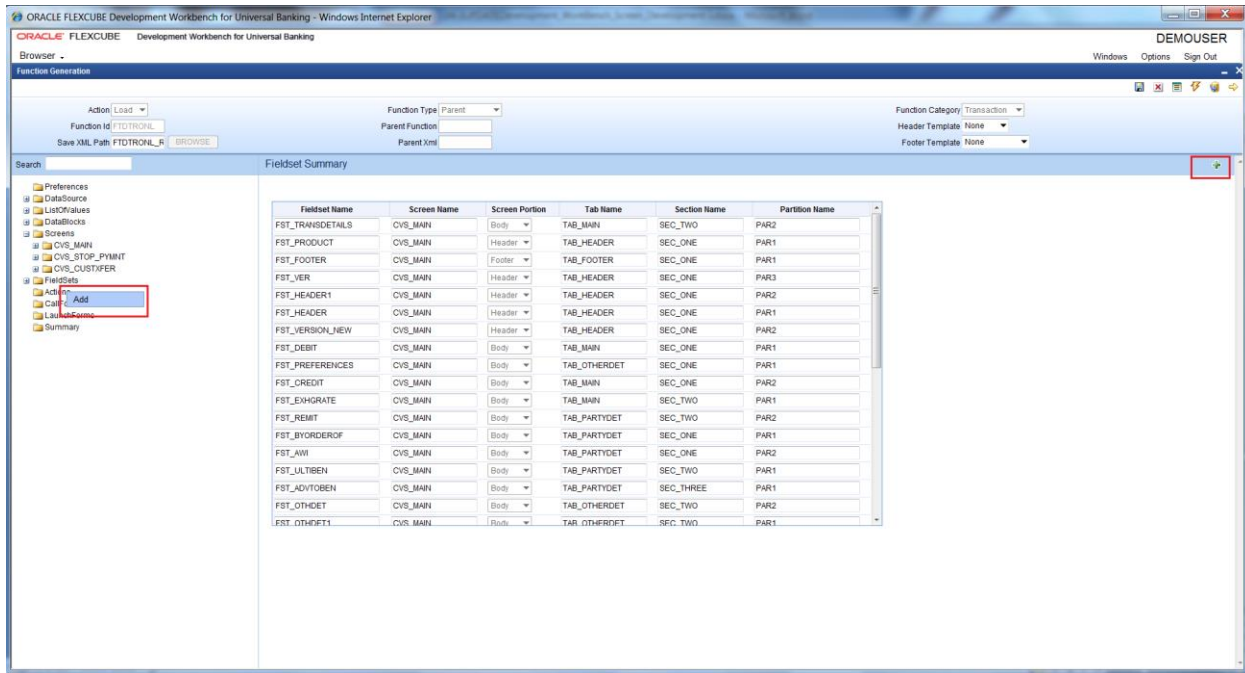 ORACLE FLEXCUBE Development Workbench for Universal Banking - Windows Internet Explorer
ORACLE FLEXCUBE Development Workbench for Universal Banking DEMOUSER
Browser Windows Options Sign Out
Function Generation
Action Load Function Type Parent Function Category Transaction
Function Id FTDTRONL Parent Function Header Template None
Save XML Path FTDTRONL_R BROWSE Parent Xml Footer Template None
Search Fieldset Summary
Preferences
DataSource
ListOfValues
DataBlocks
Screens
CVS_MAIN
CVS_STOP_PYMNT
CVS_CUSTXFER
FieldSets
Add
LaunchForms
Summary
Fieldset Name Screen Name Screen Portion Tab Name Section Name Partition Name
FST_TRANSDETAILS CVS_MAIN Body TAB_MAIN SEC_TWO PAR2
FST_PRODUCT CVS_MAIN Header TAB_HEADER SEC_ONE PAR1
FST_FOOTER CVS_MAIN Footer TAB_FOOTER SEC_ONE PAR1
FST_VER CVS_MAIN Header TAB_HEADER SEC_ONE PAR3
FST_HEADER1 CVS_MAIN Header TAB_HEADER SEC_ONE PAR2
FST_HEADER CVS_MAIN Header TAB_HEADER SEC_ONE PAR1
FST_VERSION_NEW CVS_MAIN Header TAB_HEADER SEC_ONE PAR2
FST_DEBIT CVS_MAIN Body TAB_MAIN SEC_ONE PAR1
FST_PREFERENCES CVS_MAIN Body TAB_OTHERDET SEC_ONE PAR1
FST_CREDIT CVS_MAIN Body TAB_MAIN SEC_ONE PAR2
FST_EXHGRATE CVS_MAIN Body TAB_MAIN SEC_TWO PAR1
FST_REMIT CVS_MAIN Body TAB_PARTYDET SEC_TWO PAR2
FST_BYORDEROF CVS_MAIN Body TAB_PARTYDET SEC_ONE PAR1
FST_AWI CVS_MAIN Body TAB_PARTYDET SEC_ONE PAR2
FST_ULTIBEN CVS_MAIN Body TAB_PARTYDET SEC_TWO PAR1
FST_ADVTOBEN CVS_MAIN Body TAB_PARTYDET SEC_THREE PAR1
FST_OTHDET CVS_MAIN Body TAB_OTHERDET SEC_TWO PAR2
FST_OTHDET1 CVS_MAIN Body TAB_OTHERDET SEC_TWO PAR1